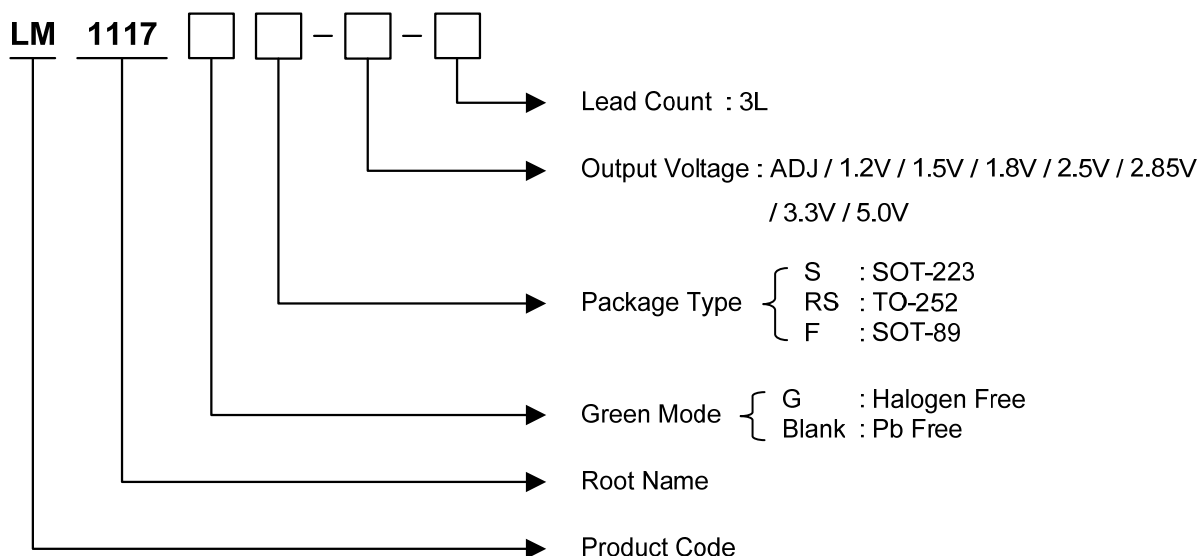 LM 1117 – –
Lead Count : 3L
Output Voltage : ADJ / 1.2V / 1.5V / 1.8V / 2.5V / 2.85V
/ 3.3V / 5.0V
Package Type
S : SOT-223
RS : TO-252
F : SOT-89
Green Mode
G : Halogen Free
Blank : Pb Free
Root Name
Product Code